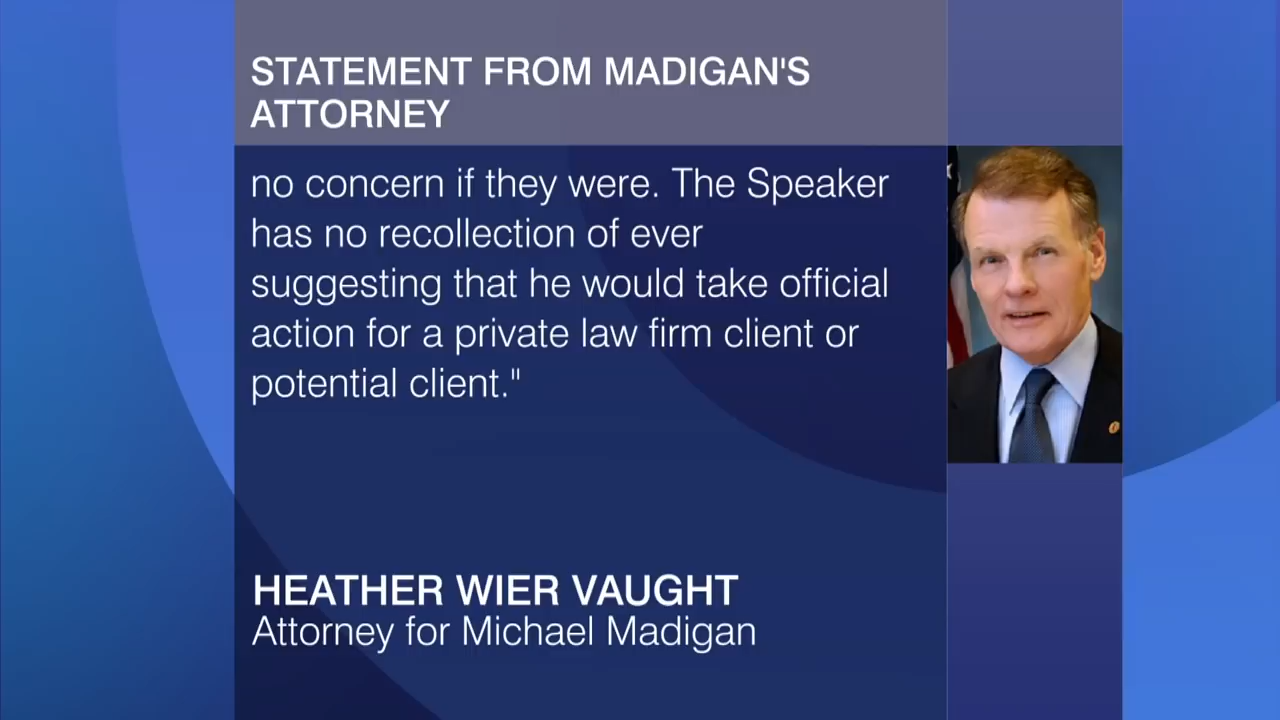 STATEMENT FROM MADIGAN'S
ATTORNEY
no concern if they were. The Speaker
has no recollection of ever
suggesting that he would take official
action for a private law firm client or
potential client."
HEATHER WIER VAUGHT
Attorney for Michael Madigan